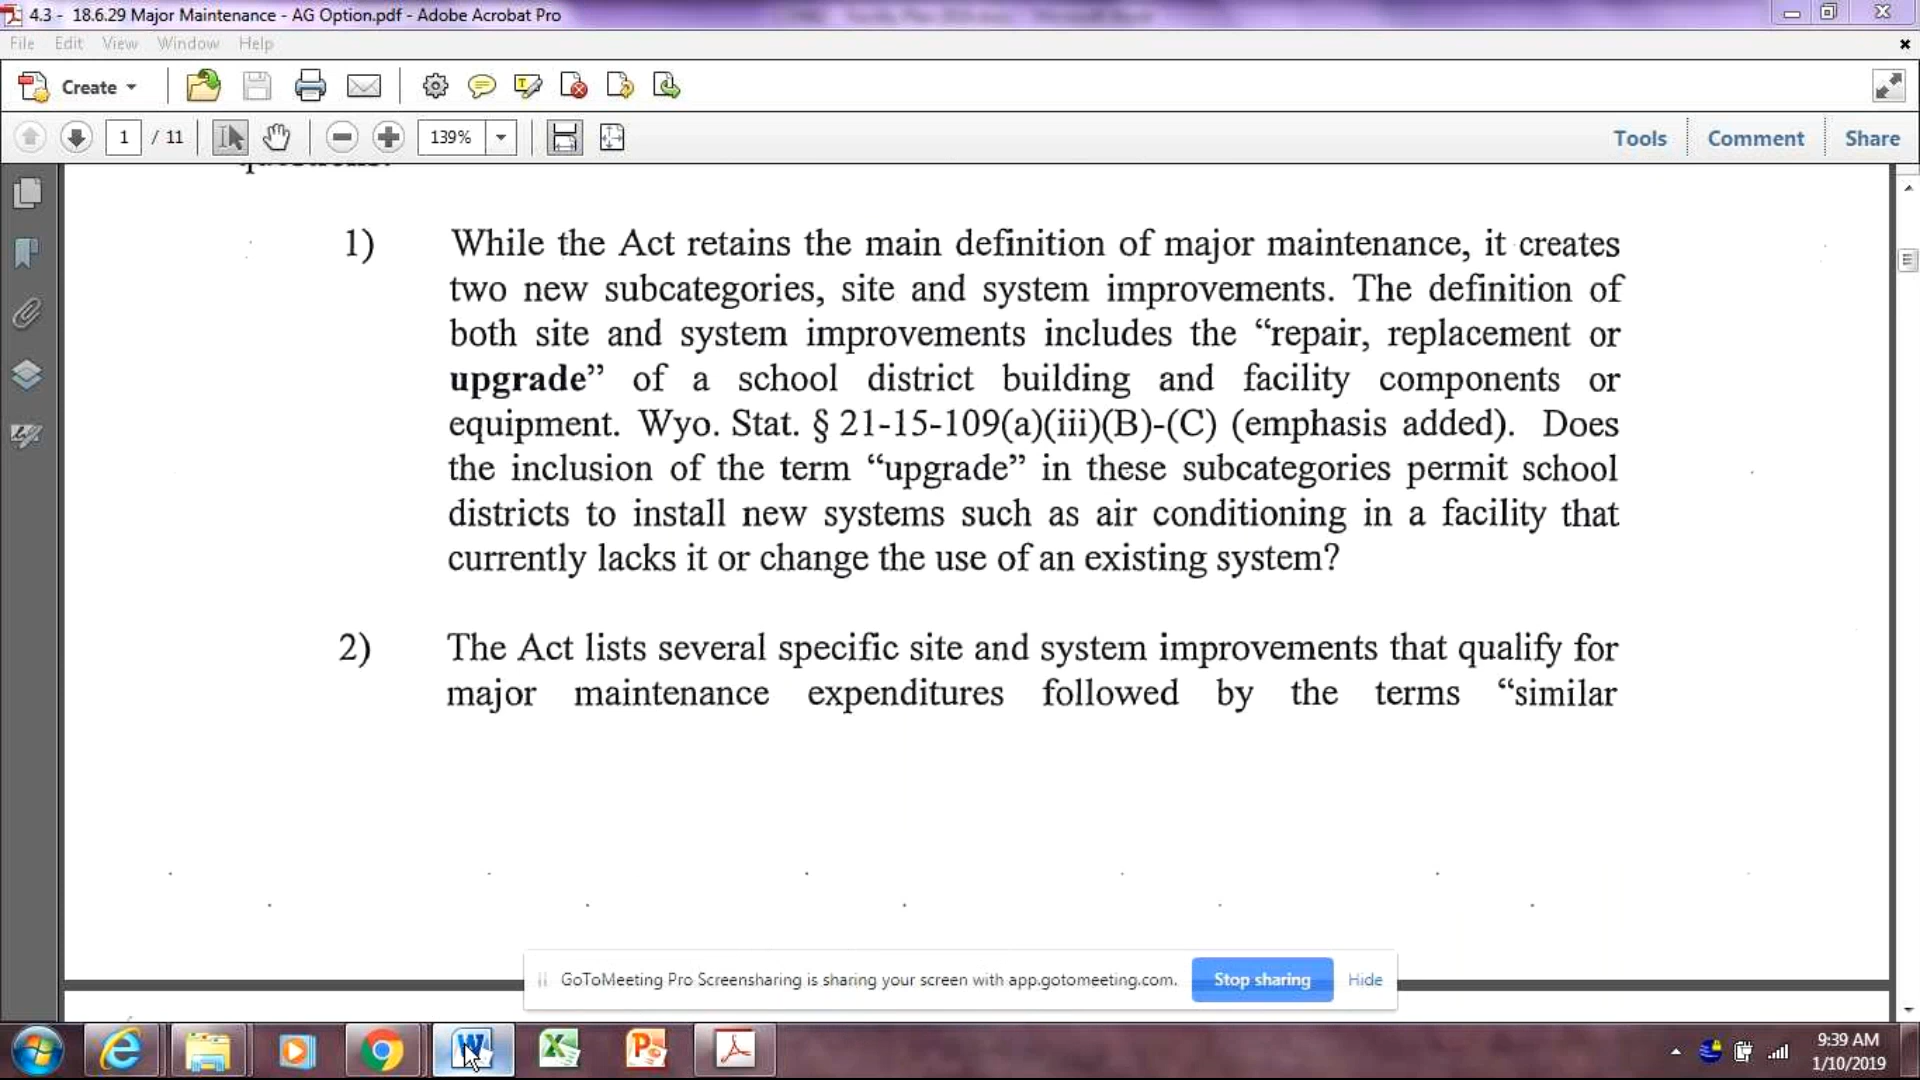 4.3 - 18.6.29 Major Maintenance - AG Option.pdf - Adobe Acrobat Pro
File Edit View Window Help
Create
1 / 11 139% Tools Comment Share
1) While the Act retains the main definition of major maintenance, it creates
two new subcategories, site and system improvements. The definition of
both site and system improvements includes the “repair, replacement or
upgrade” of a school district building and facility components or
equipment. Wyo. Stat. § 21-15-109(a)(iii)(B)-(C) (emphasis added). Does
the inclusion of the term “upgrade” in these subcategories permit school
districts to install new systems such as air conditioning in a facility that
currently lacks it or change the use of an existing system?
2) The Act lists several specific site and system improvements that qualify for
major maintenance expenditures followed by the terms “similar
GoToMeeting Pro Screensharing is sharing your screen with app.gotomeeting.com. Stop sharing Hide
9:39 AM
1/10/2019